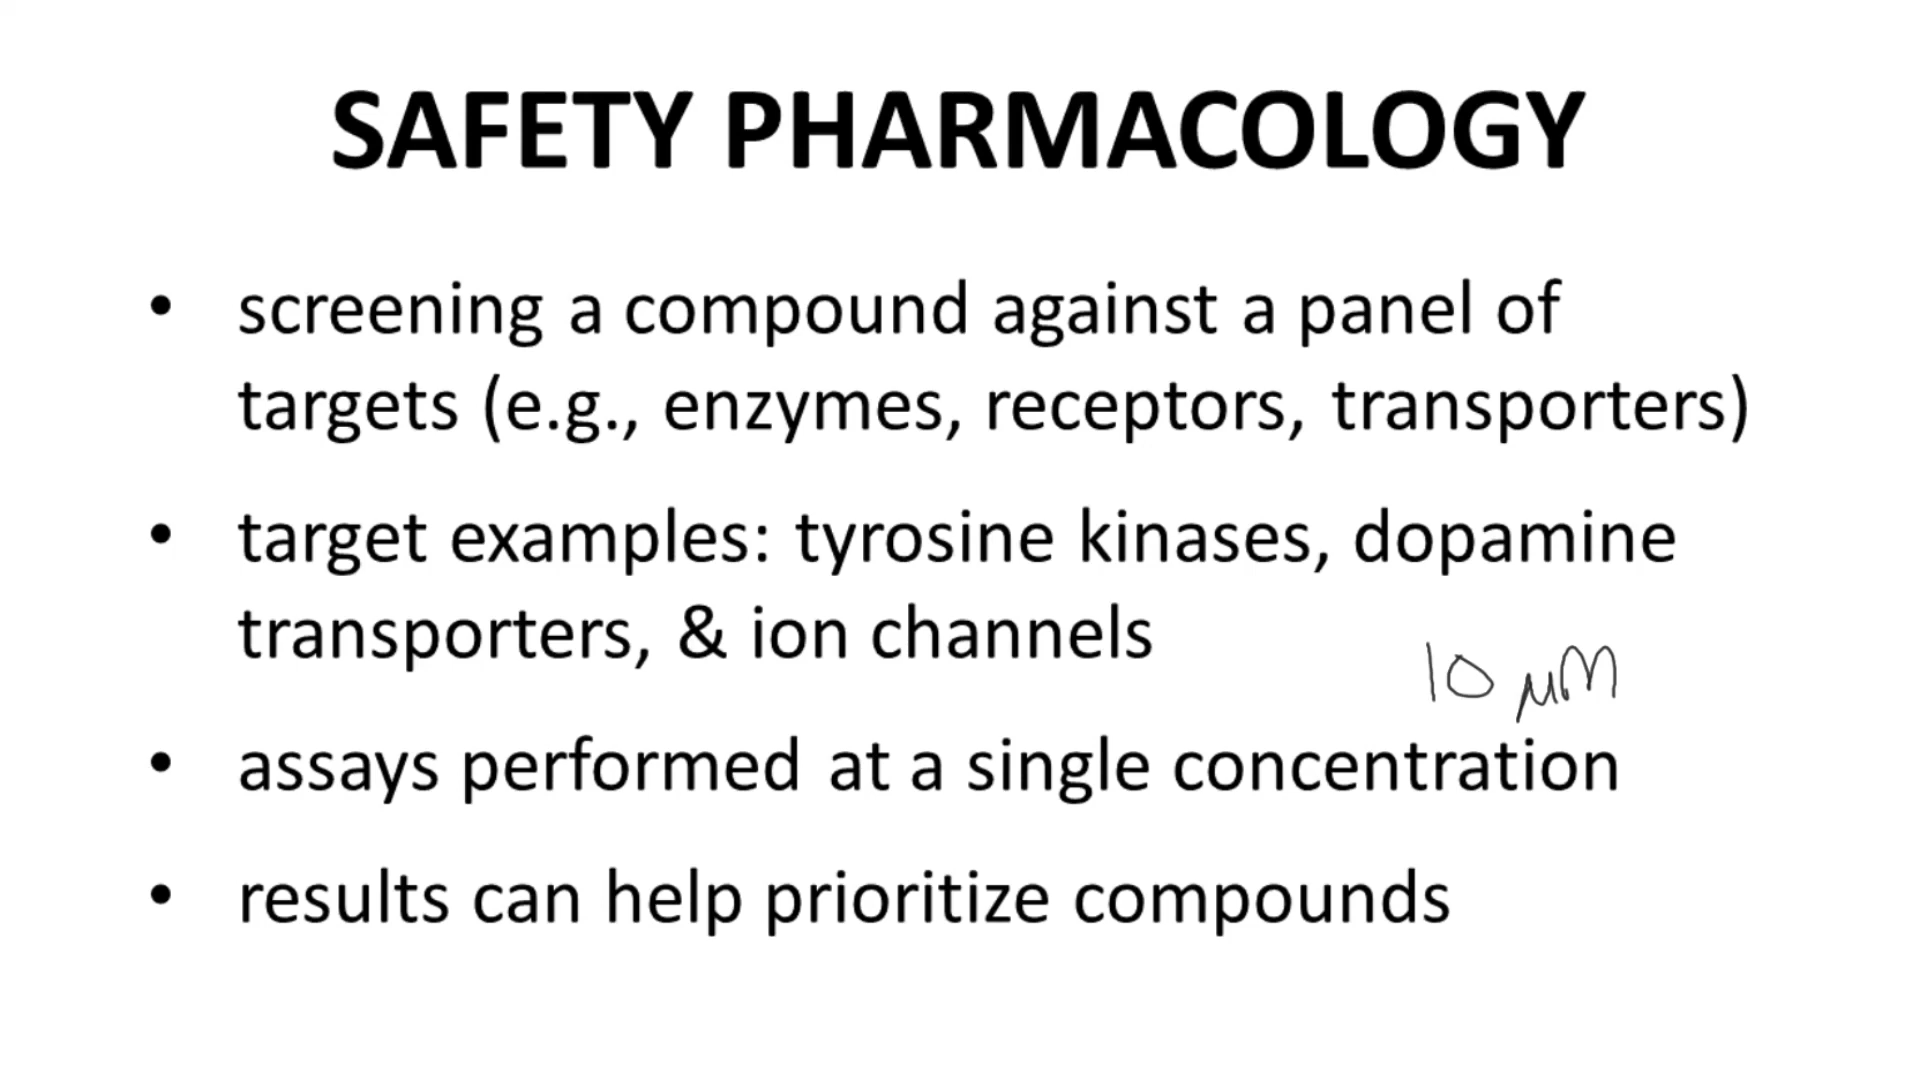 SAFETY PHARMACOLOGY
• screening a compound against a panel of
targets (e.g., enzymes, receptors, transporters)
• target examples: tyrosine kinases, dopamine
transporters, & ion channels
10 μM
• assays performed at a single concentration
• results can help prioritize compounds